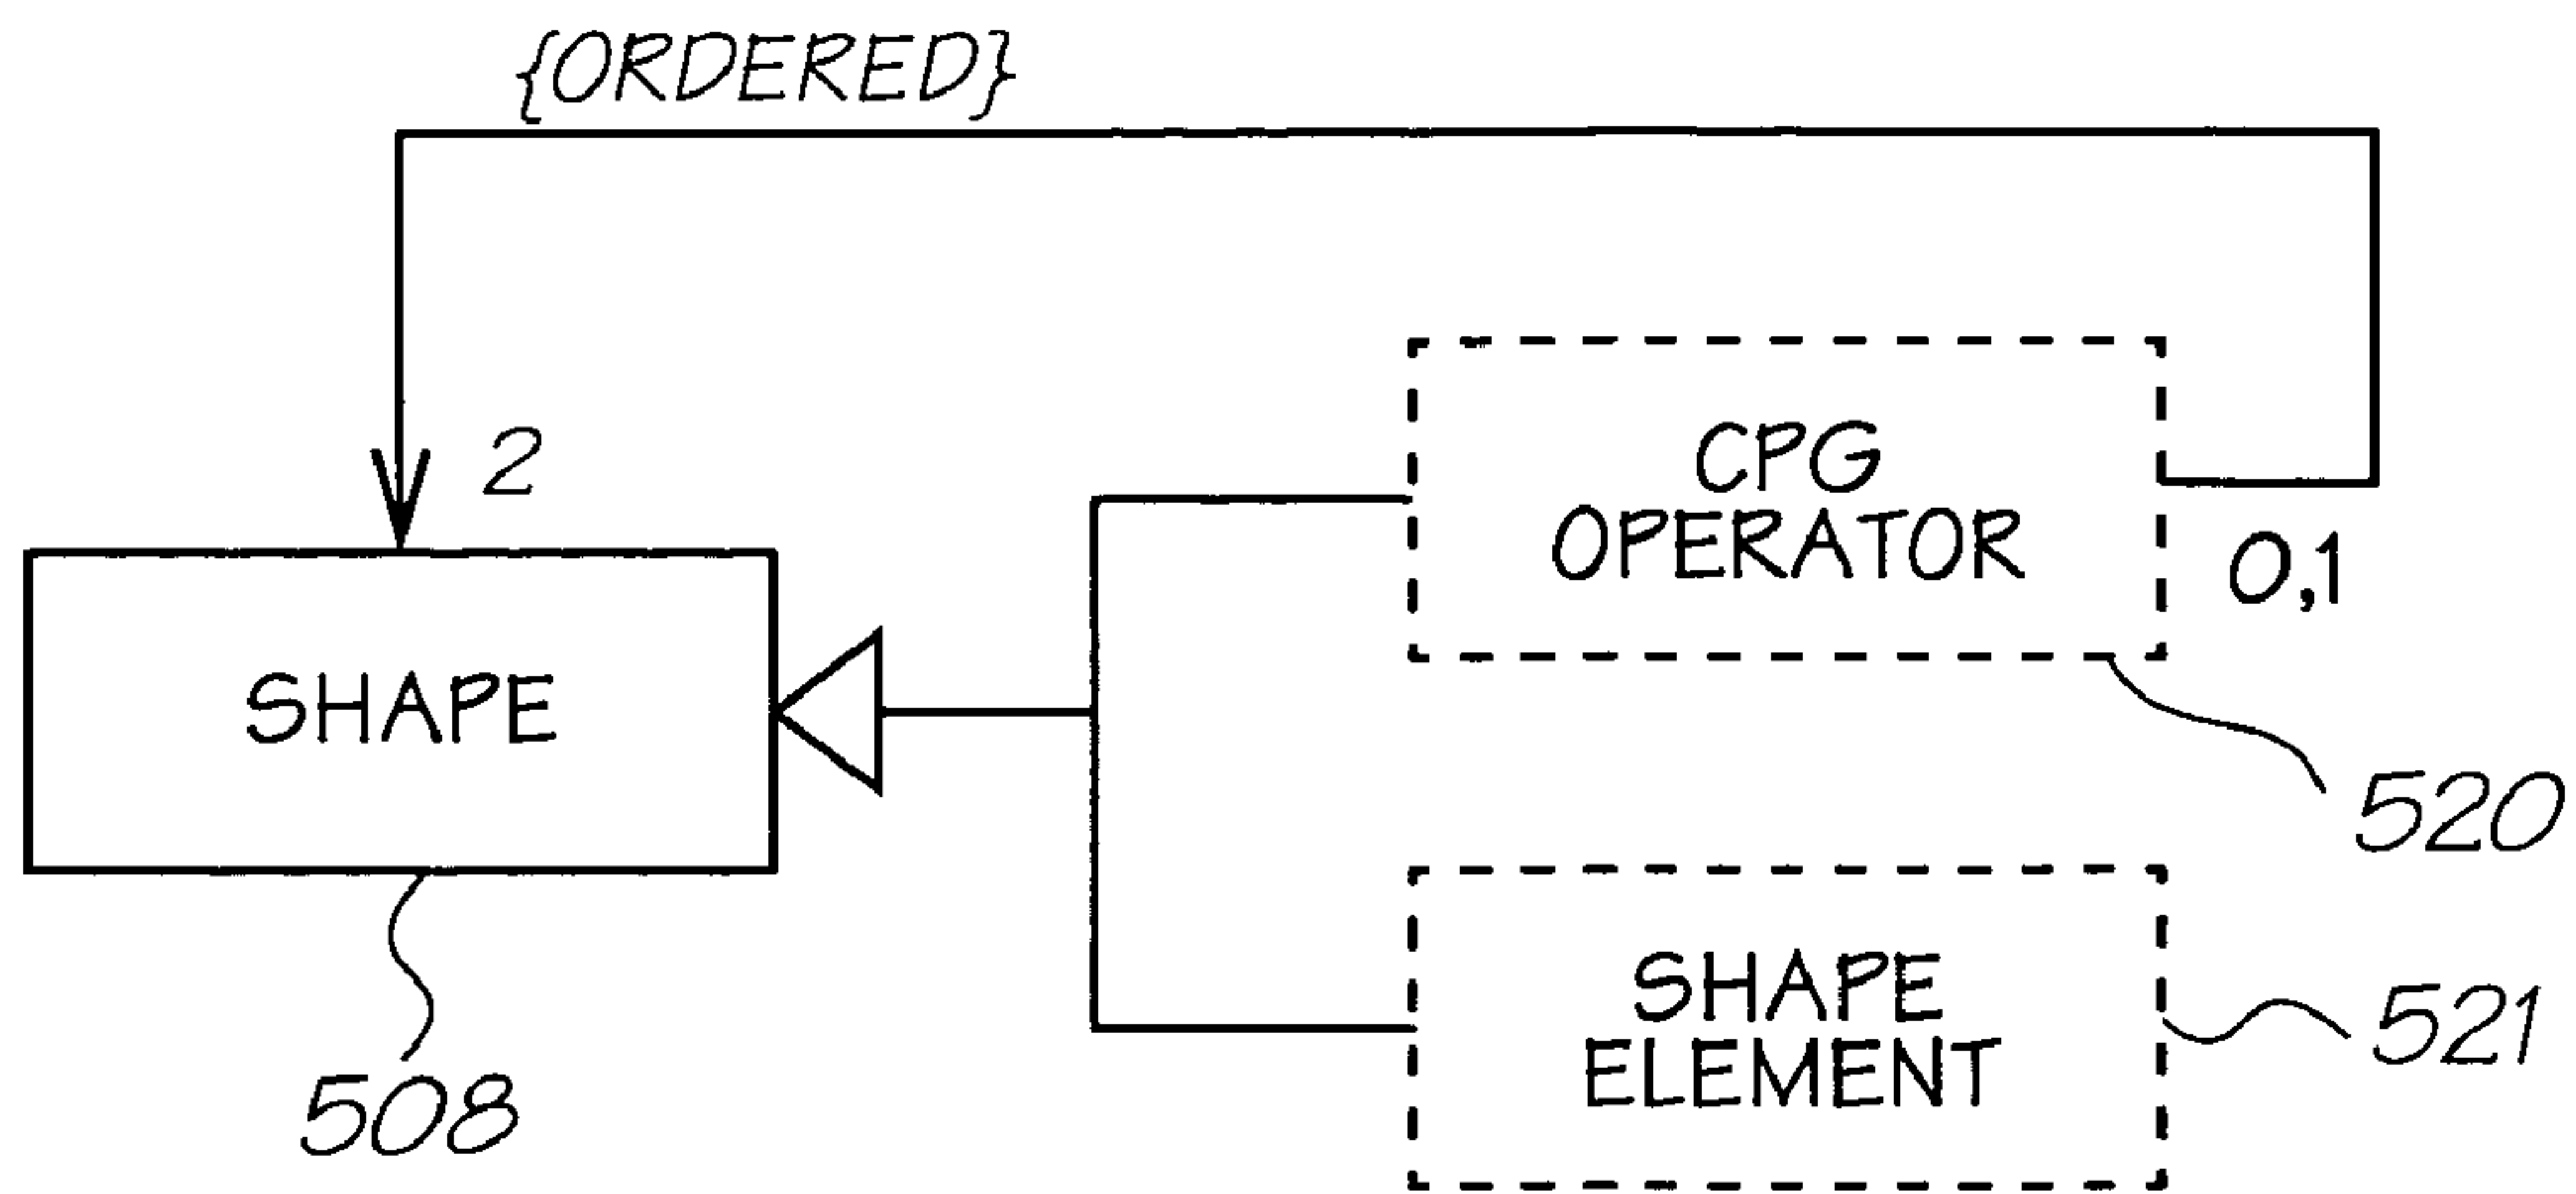 {ORDERED}
2
CPG
OPERATOR
0,1
SHAPE
520
SHAPE
ELEMENT
521
508